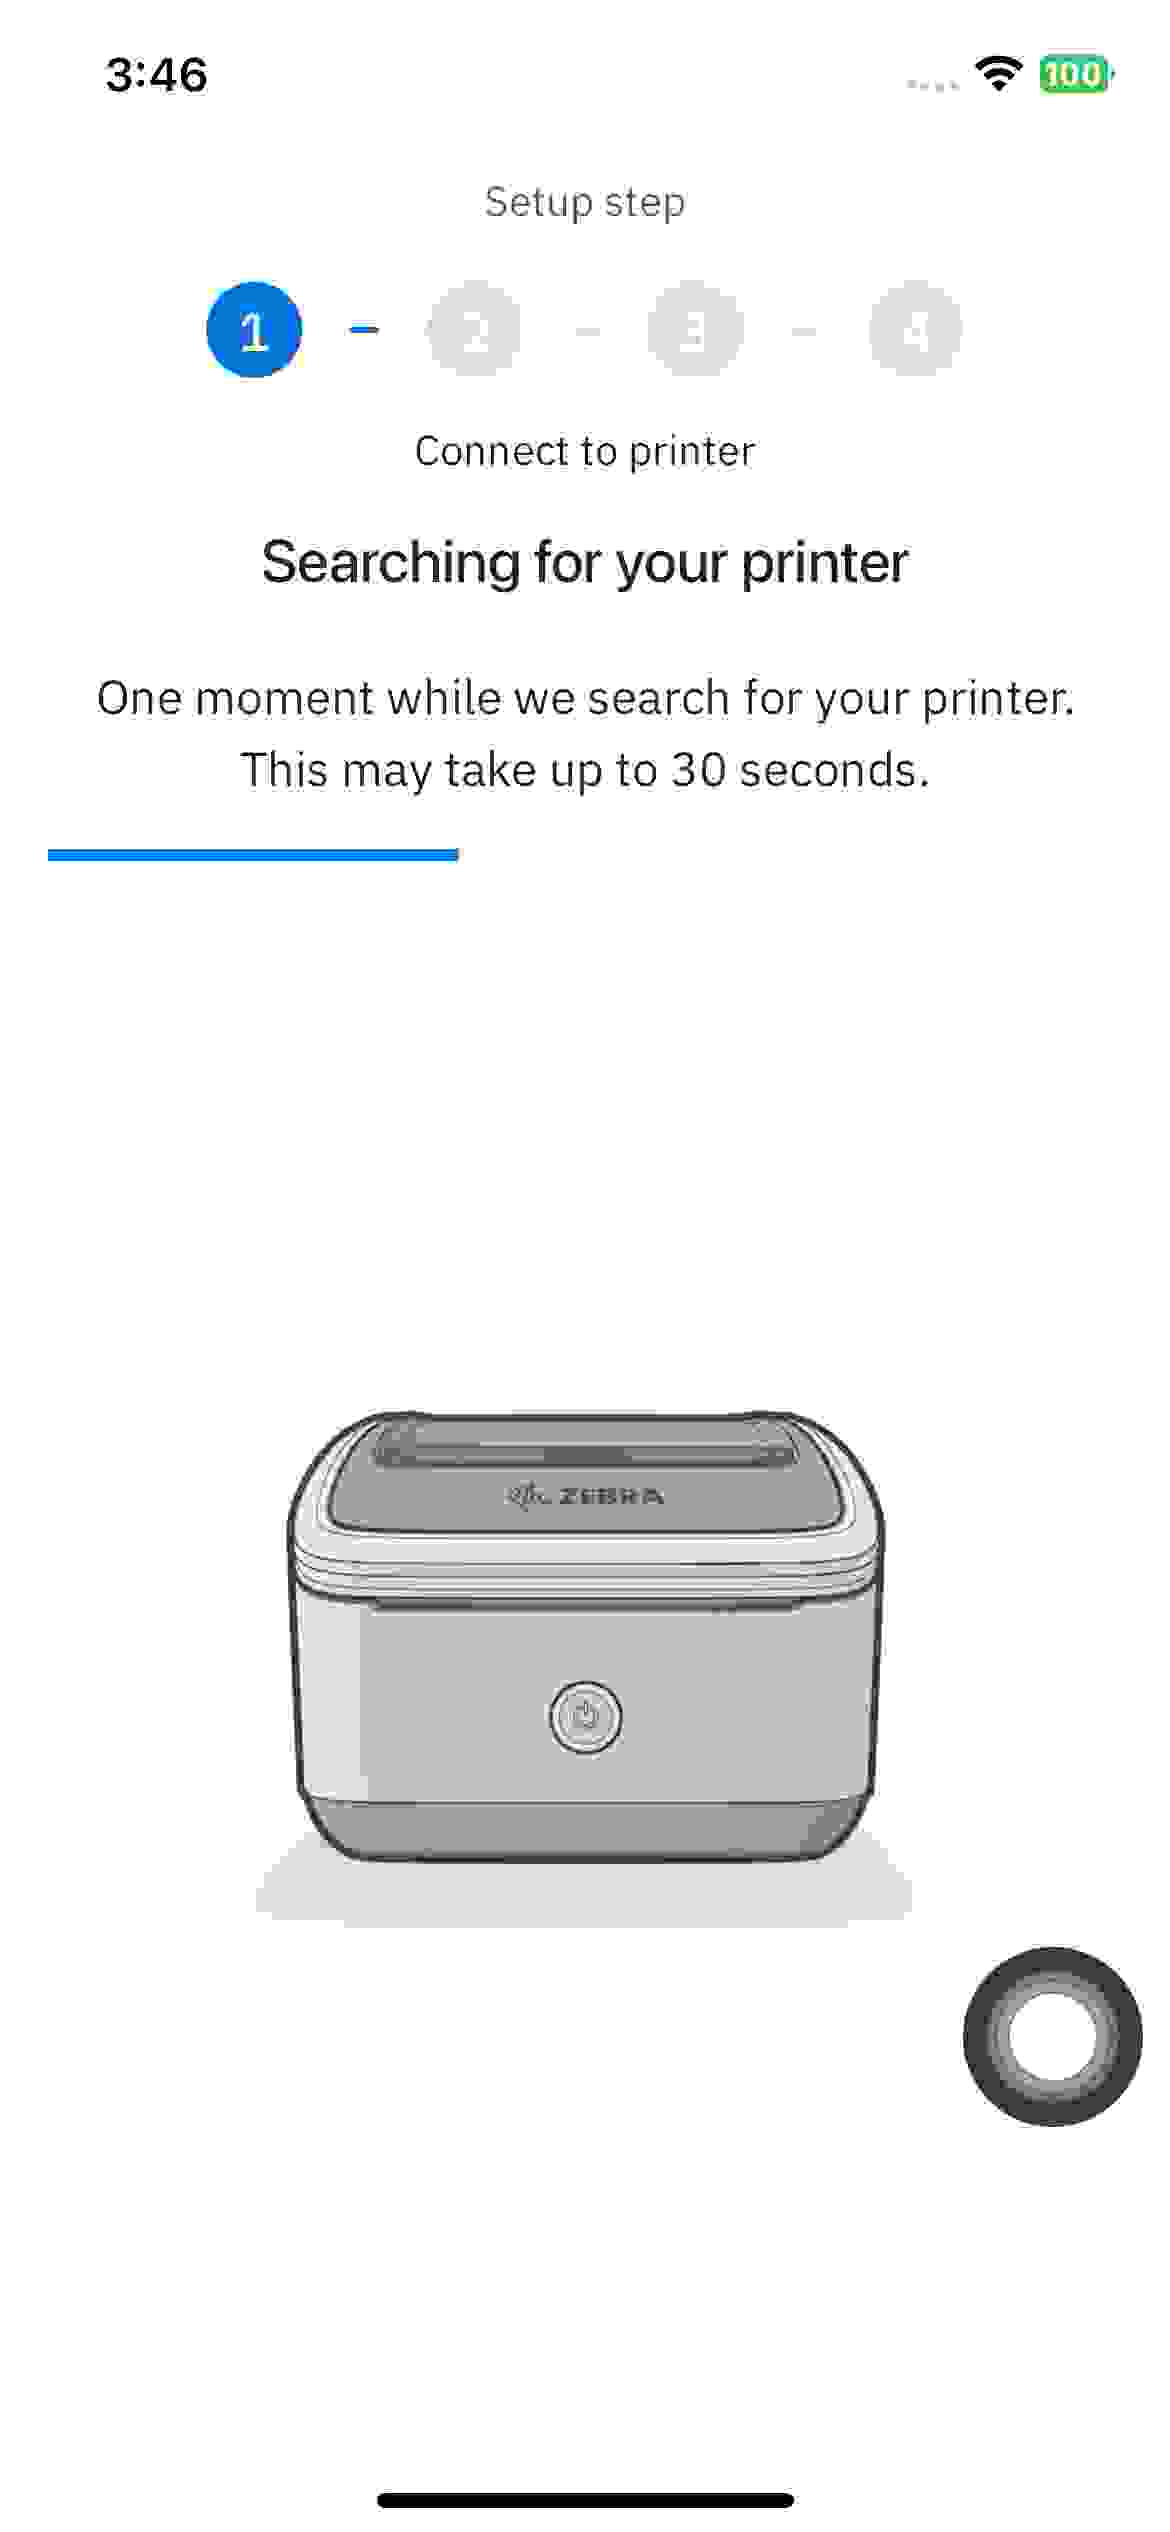 3:46
100
Setup step
1 2 3 4
Connect to printer
Searching for your printer
One moment while we search for your printer.
This may take up to 30 seconds.
ZEBRA